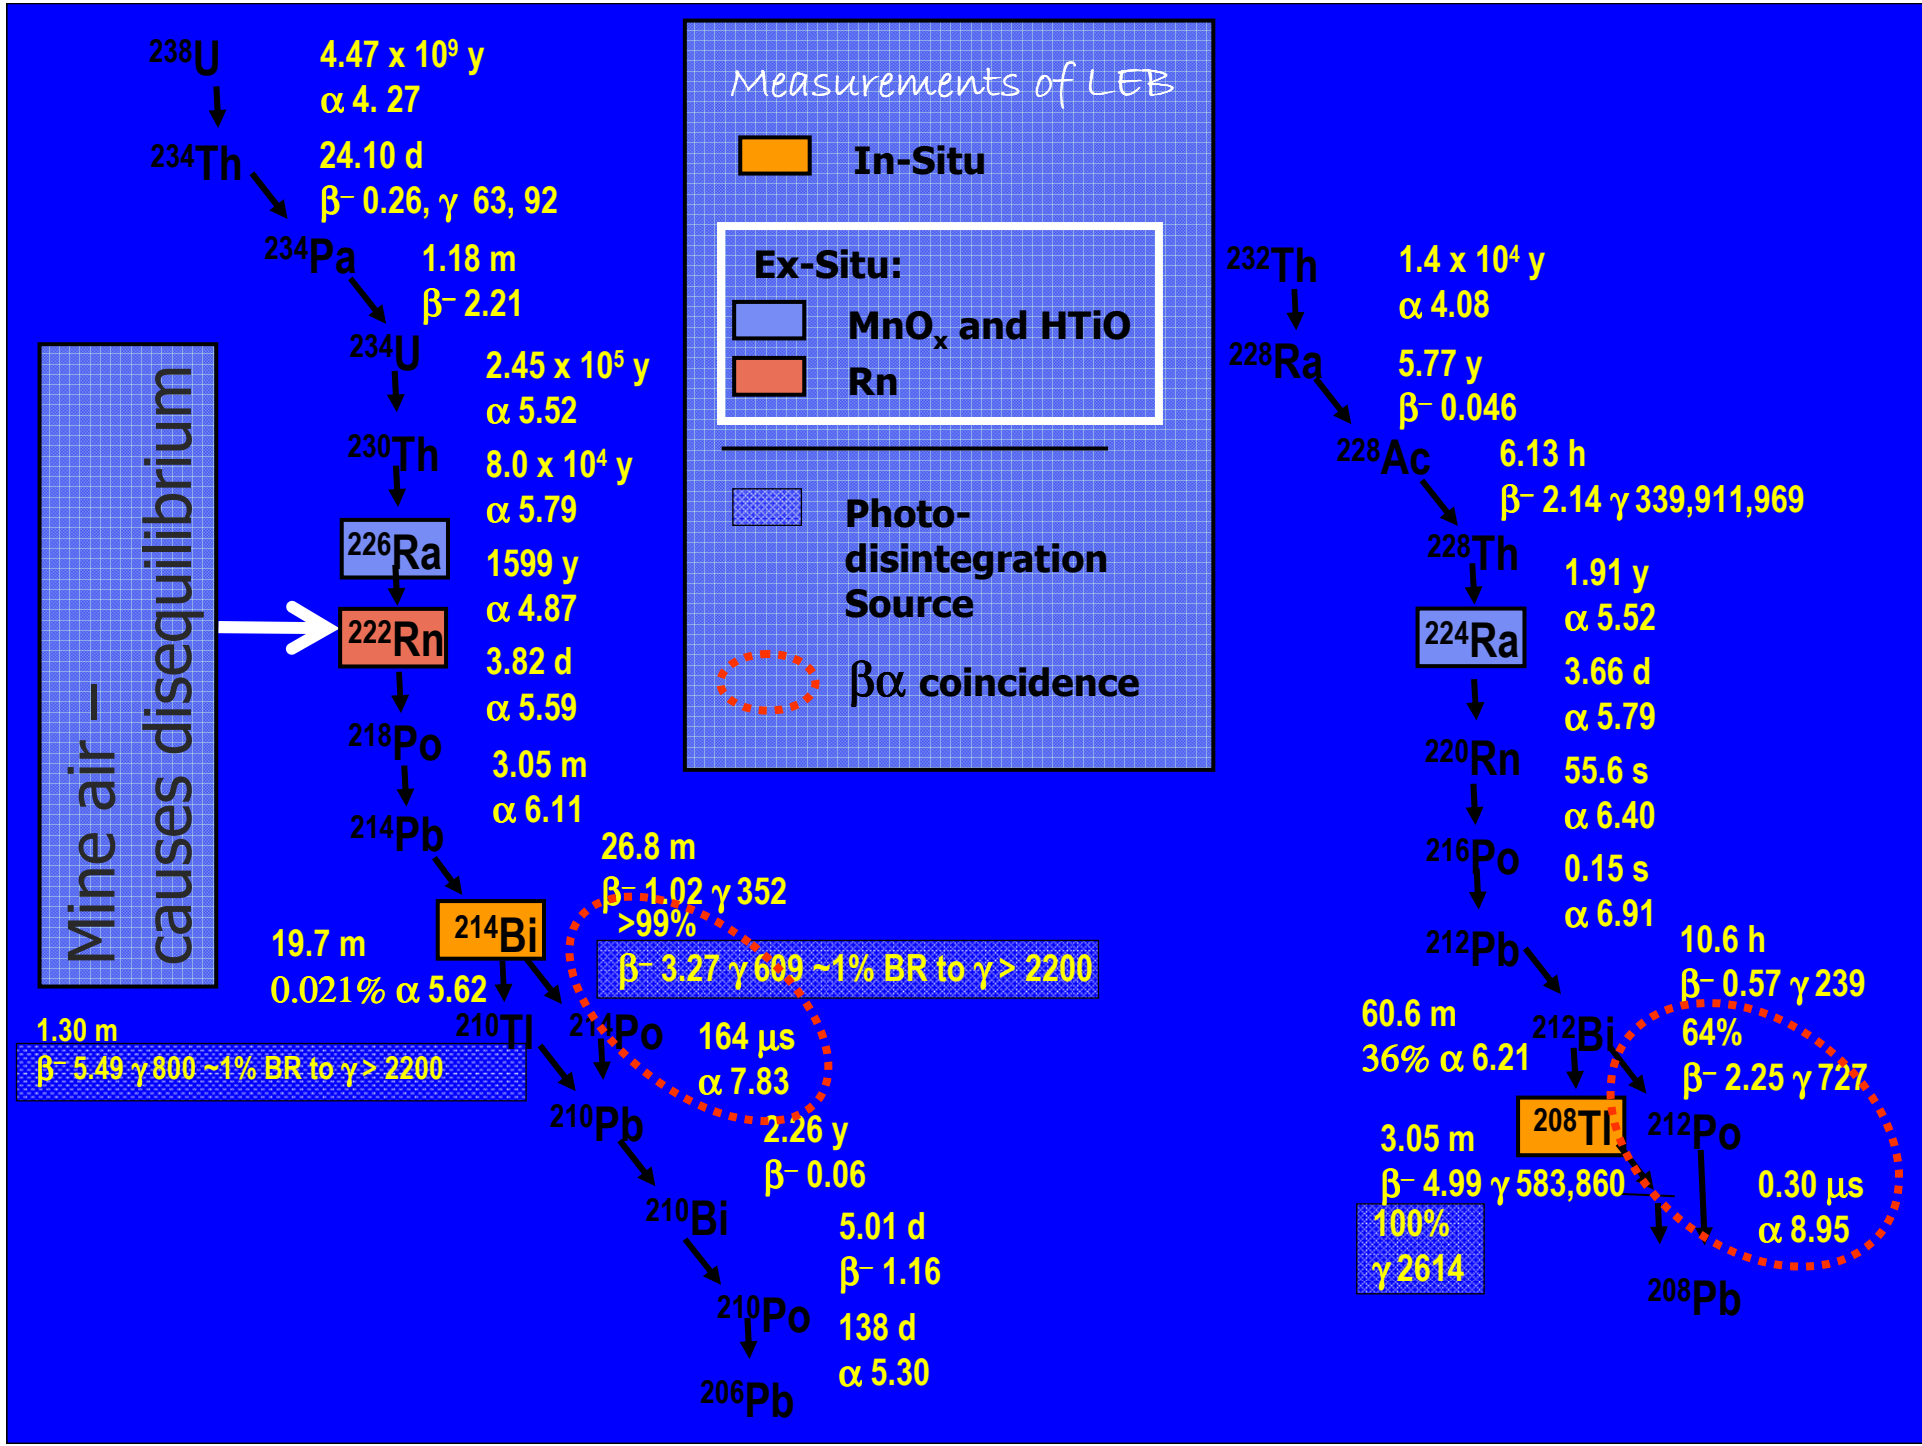 ²³⁸U
4.47 x 10⁹ y
α 4. 27
²³⁴Th
24.10 d
β⁻ 0.26, γ 63, 92
²³⁴Pa
1.18 m
β⁻ 2.21
²³⁴U
2.45 x 10⁵ y
α 5.52
²³⁰Th
8.0 x 10⁴ y
α 5.79
²²⁶Ra
1599 y
α 4.87
²²²Rn
3.82 d
α 5.59
²¹⁸Po
3.05 m
α 6.11
²¹⁴Pb
26.8 m
β⁻ 1.02 γ 352
²¹⁴Bi
>99%
β⁻ 3.27 γ 609 ~1% BR to γ > 2200
19.7 m
0.021% α 5.62
²¹⁰Tl
1.30 m
β⁻ 5.49 γ 800 ~1% BR to γ > 2200
²¹⁴Po
164 μs
α 7.83
²¹⁰Pb
2.26 y
β⁻ 0.06
²¹⁰Bi
5.01 d
β⁻ 1.16
²¹⁰Po
138 d
α 5.30
²⁰⁶Pb
Mine air –
causes disequilibrium
Measurements of LEB
In-Situ
Ex-Situ:
MnOₓ and HTiO
Rn
Photo-
disintegration
Source
βα coincidence
²³²Th
1.4 x 10⁴ y
α 4.08
²²⁸Ra
5.77 y
β⁻ 0.046
²²⁸Ac
6.13 h
β⁻ 2.14 γ 339,911,969
²²⁸Th
1.91 y
α 5.52
²²⁴Ra
3.66 d
α 5.79
²²⁰Rn
55.6 s
α 6.40
²¹⁶Po
0.15 s
α 6.91
²¹²Pb
10.6 h
β⁻ 0.57 γ 239
²¹²Bi
64%
β⁻ 2.25 γ 727
60.6 m
36% α 6.21
²⁰⁸Tl
3.05 m
β⁻ 4.99 γ 583,860
100%
γ 2614
²¹²Po
0.30 μs
α 8.95
²⁰⁸Pb